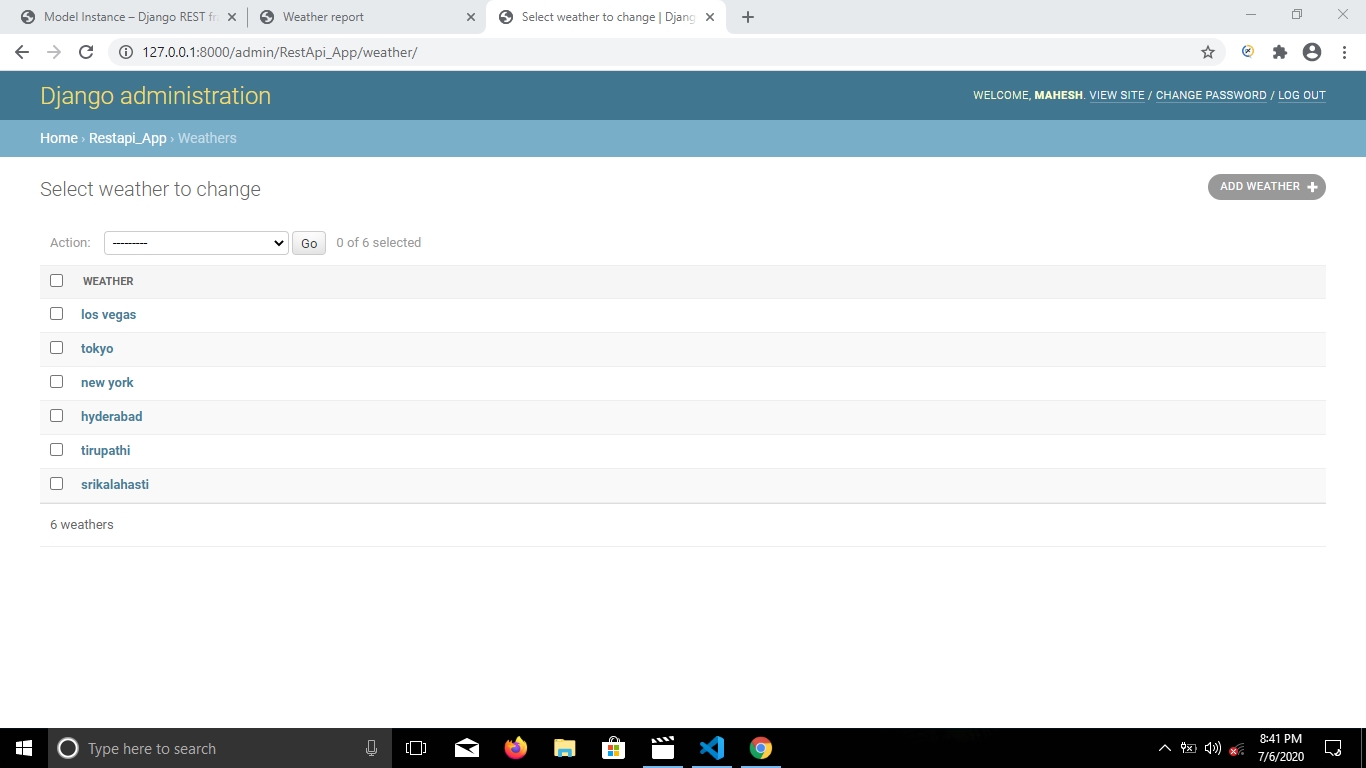 Model Instance – Django REST fr
Weather report
Select weather to change | Djang
127.0.0.1:8000/admin/RestApi_App/weather/
Django administration
WELCOME, MAHESH. VIEW SITE / CHANGE PASSWORD / LOG OUT
Home › Restapi_App › Weathers
Select weather to change
ADD WEATHER +
Action: --------- Go 0 of 6 selected
WEATHER
los vegas
tokyo
new york
hyderabad
tirupathi
srikalahasti
6 weathers
Type here to search
8:41 PM
7/6/2020